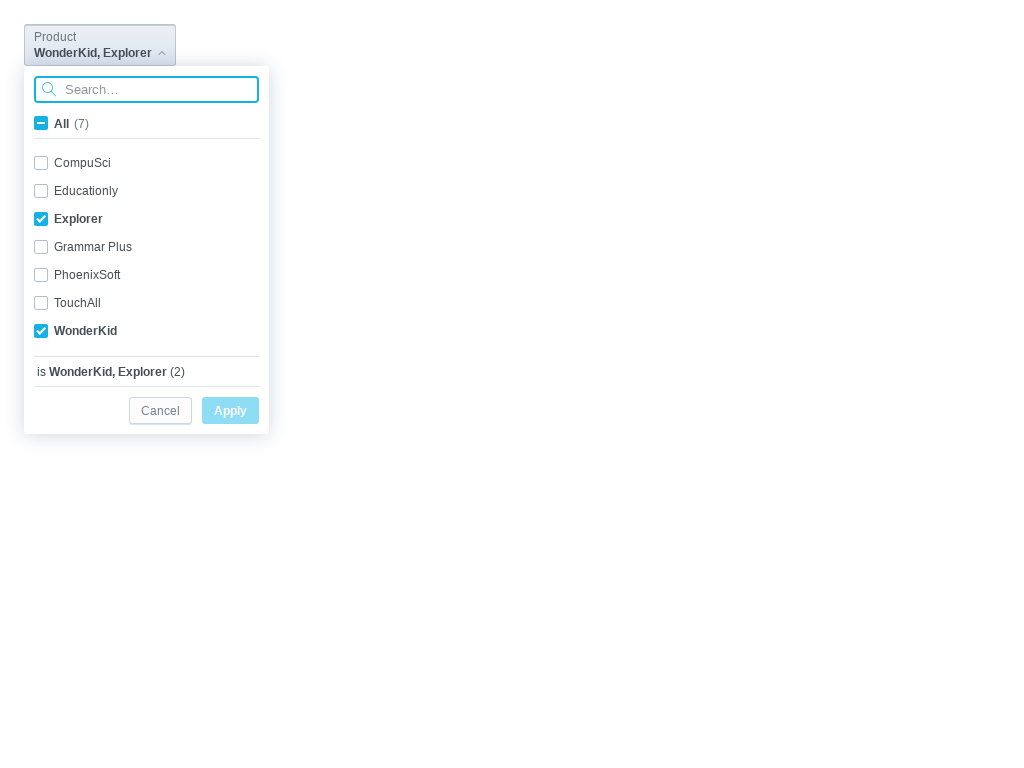 Product
WonderKid, Explorer
Search…
All (7)
CompuSci
Educationly
Explorer
Grammar Plus
PhoenixSoft
TouchAll
WonderKid
is WonderKid, Explorer (2)
Cancel Apply